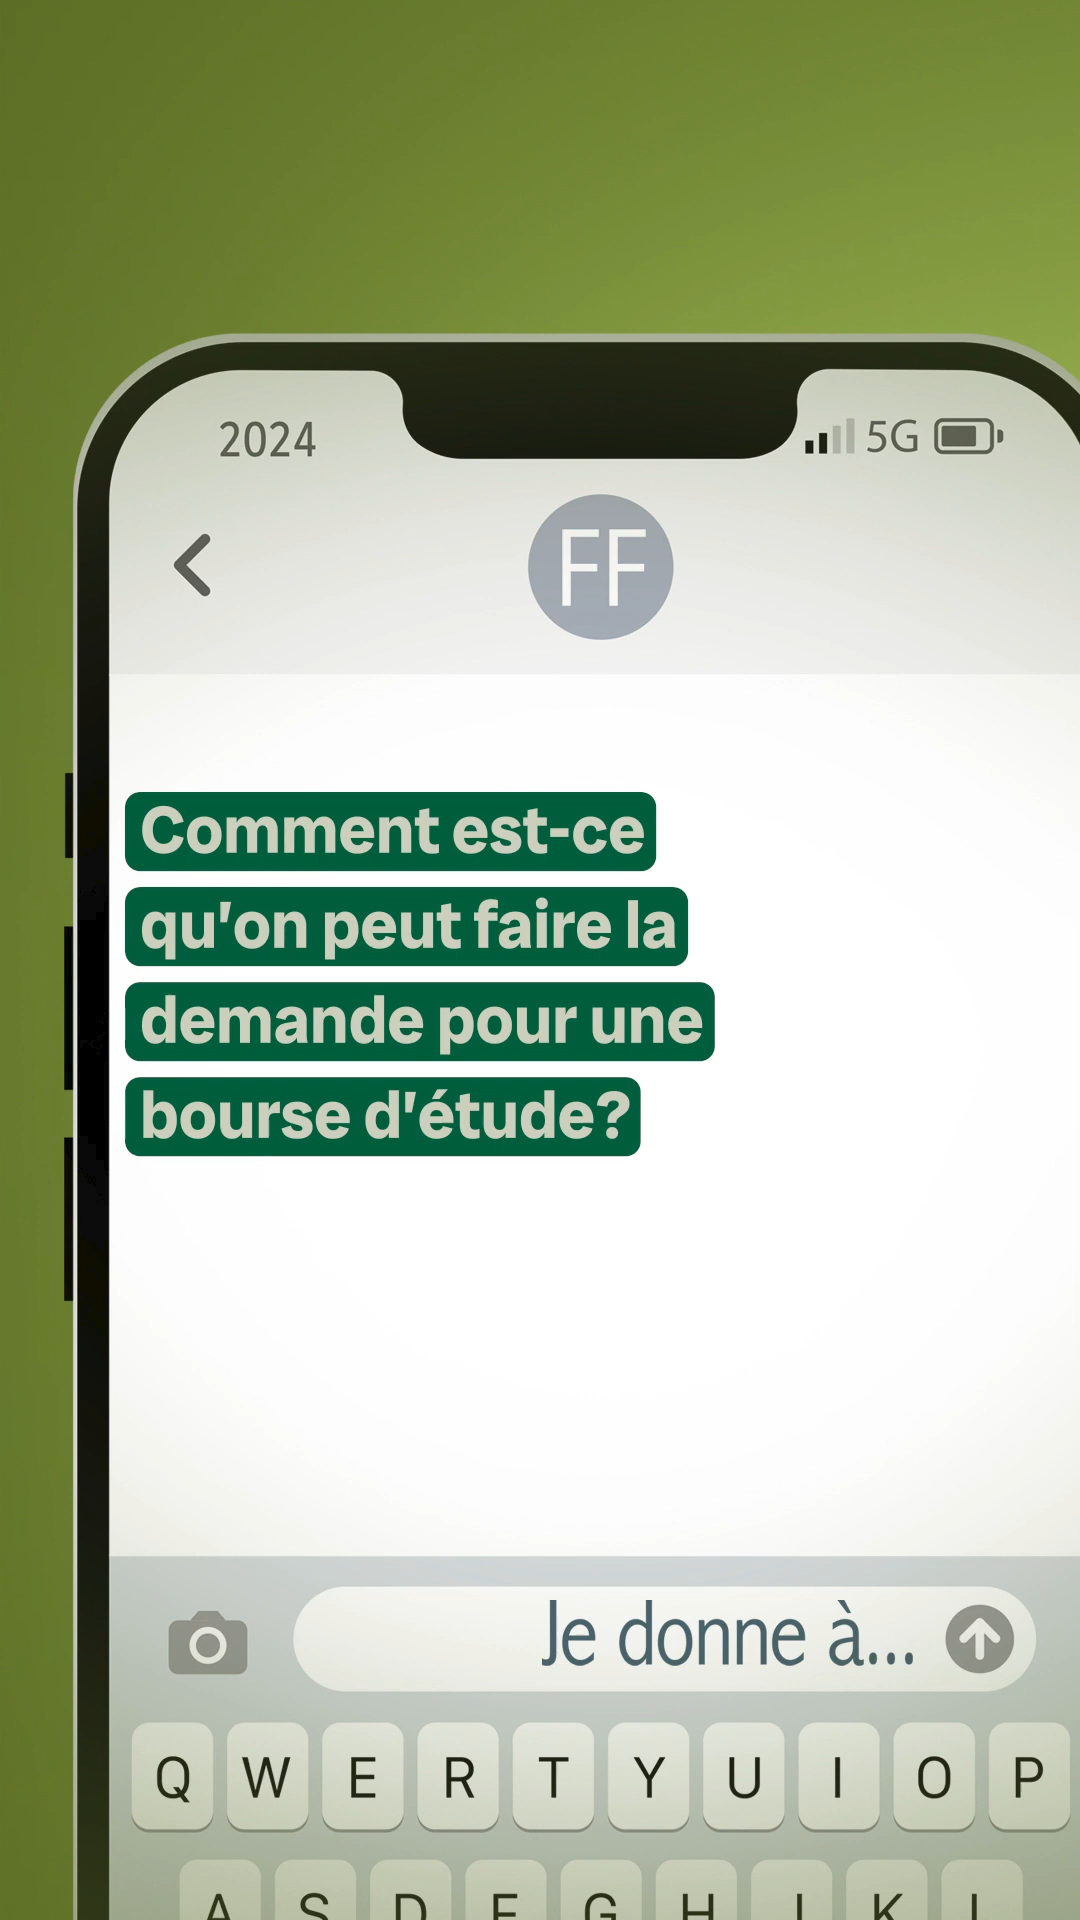 2024
5G
FF
Comment est-ce
qu'on peut faire la
demande pour une
bourse d'étude?
Je donne à...
Q W E R T Y U I O P
A S D F G H J K L